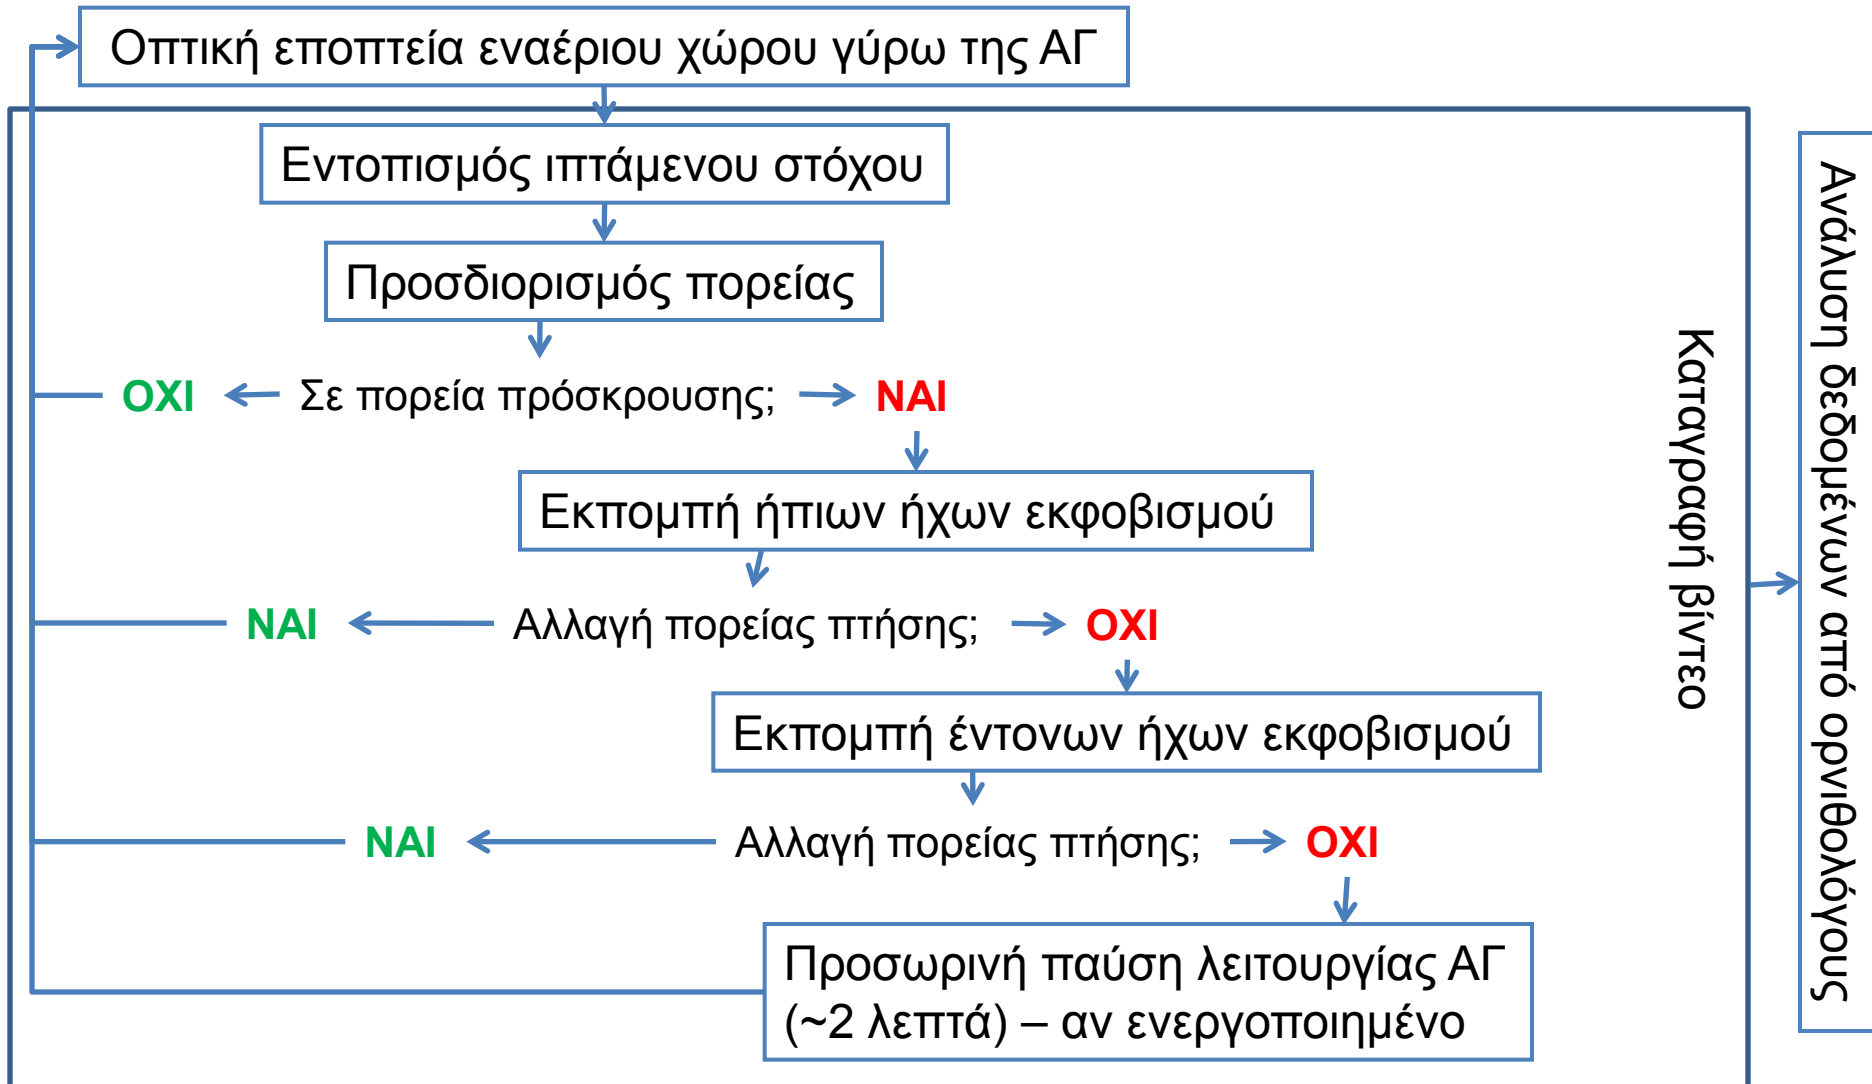 Οπτική εποπτεία εναέριου χώρου γύρω της ΑΓ
Εντοπισμός ιπτάμενου στόχου
Προσδιορισμός πορείας
ΟΧΙ
Σε πορεία πρόσκρουσης;
ΝΑΙ
Εκπομπή ήπιων ήχων εκφοβισμού
ΝΑΙ
Αλλαγή πορείας πτήσης;
ΟΧΙ
Εκπομπή έντονων ήχων εκφοβισμού
ΝΑΙ
Αλλαγή πορείας πτήσης;
ΟΧΙ
Προσωρινή παύση λειτουργίας ΑΓ
(~2 λεπτά) – αν ενεργοποιημένο
Καταγραφή βίντεο
Ανάλυση δεδομένων από ορνιθολόγους